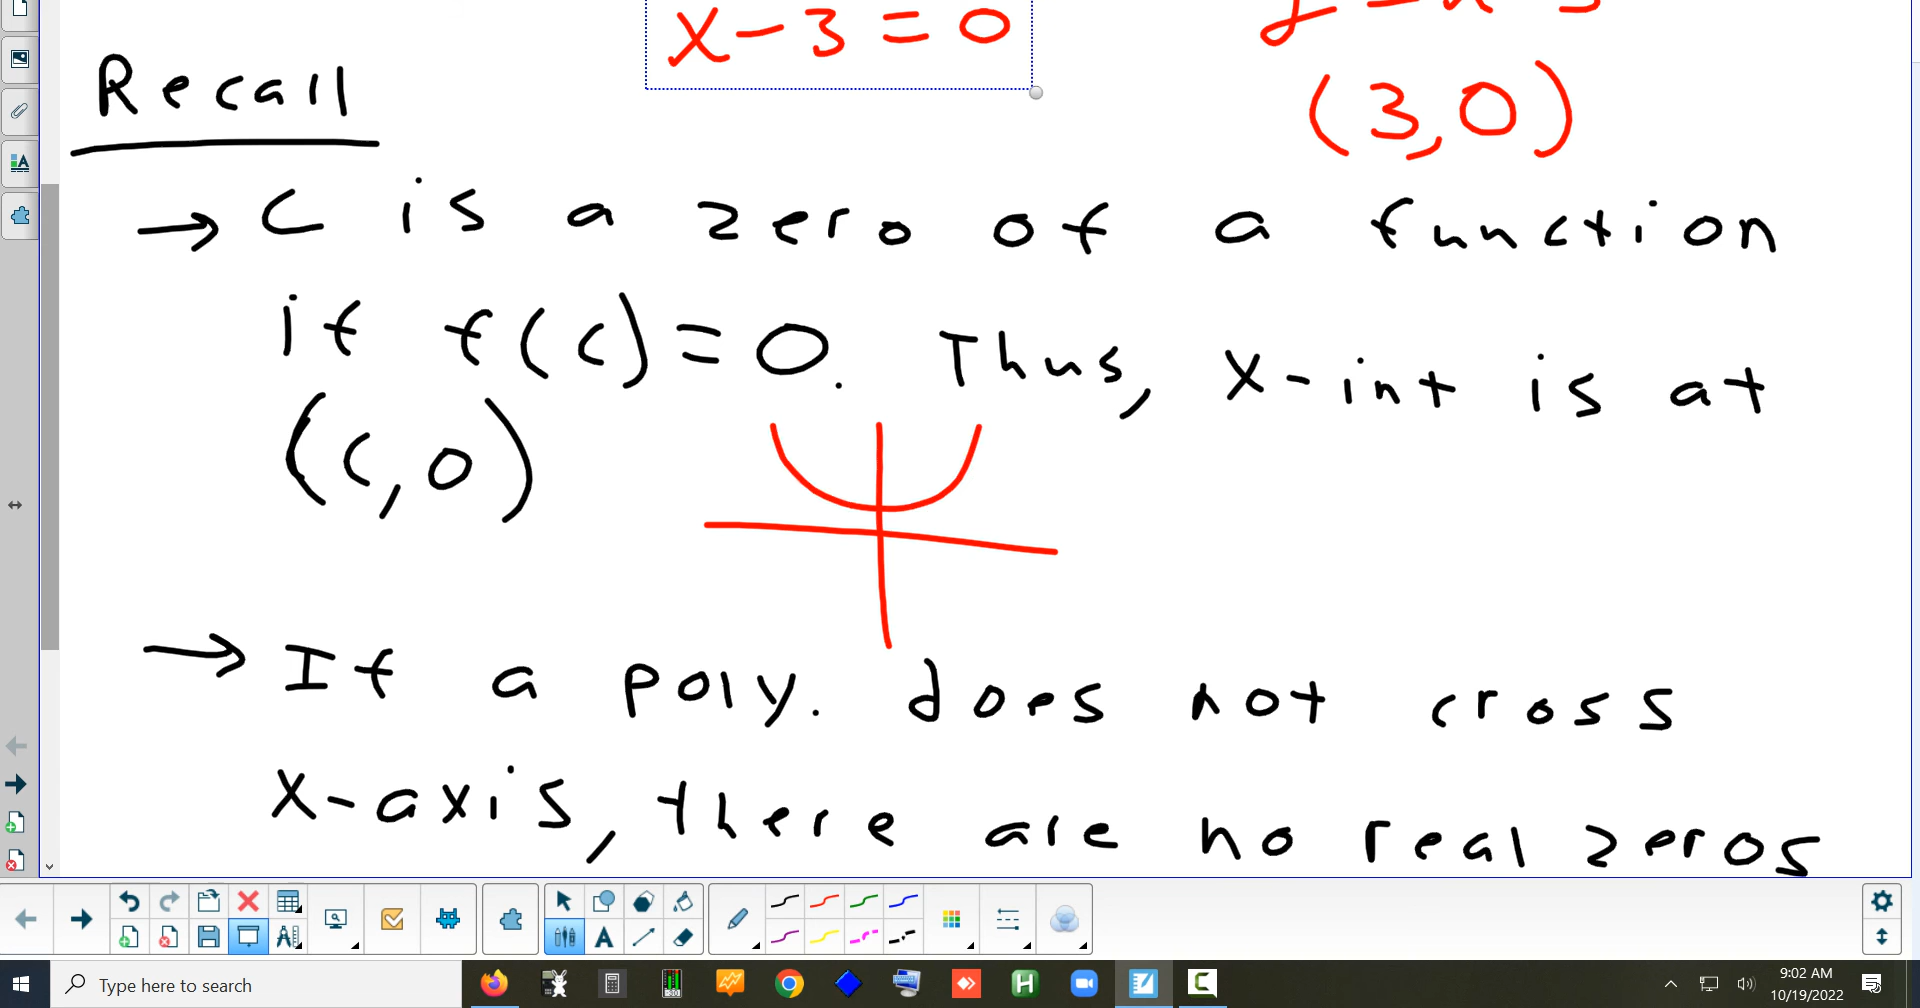 x - 3 = 0
(3,0)
Recall
→ C is a zero of a function
if f(c) = 0. Thus, x-int is at
(c,0)
→ If a poly. does not cross
x-axis, there are no real zeros
Type here to search
9:02 AM
10/19/2022